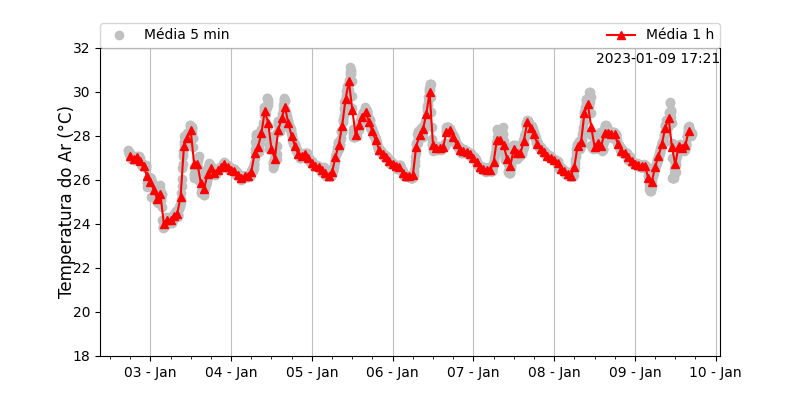 Média 5 min
Média 1 h
2023-01-09 17:21
Temperatura do Ar (°C)
32
30
28
26
24
22
20
18
03 - Jan
04 - Jan
05 - Jan
06 - Jan
07 - Jan
08 - Jan
09 - Jan
10 - Jan